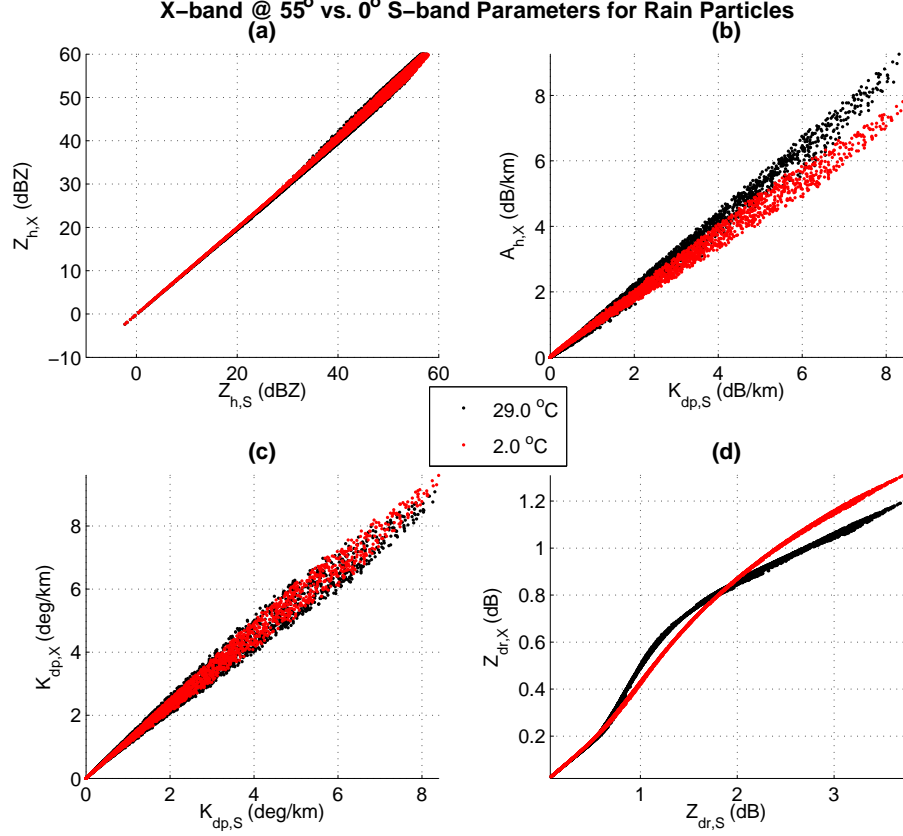 X−band @ 55° vs. 0° S−band Parameters for Rain Particles
(a)
60
50
40
30
20
10
0
−10
Z_h,X (dBZ)
0
20
40
60
Z_h,S (dBZ)
(b)
8
6
4
2
0
A_h,X (dB/km)
0
2
4
6
8
K_dp,S (dB/km)
29.0 °C
2.0 °C
(c)
8
6
4
2
0
K_dp,X (deg/km)
0
2
4
6
8
K_dp,S (deg/km)
(d)
1.2
1
0.8
0.6
0.4
0.2
Z_dr,X (dB)
1
2
3
Z_dr,S (dB)